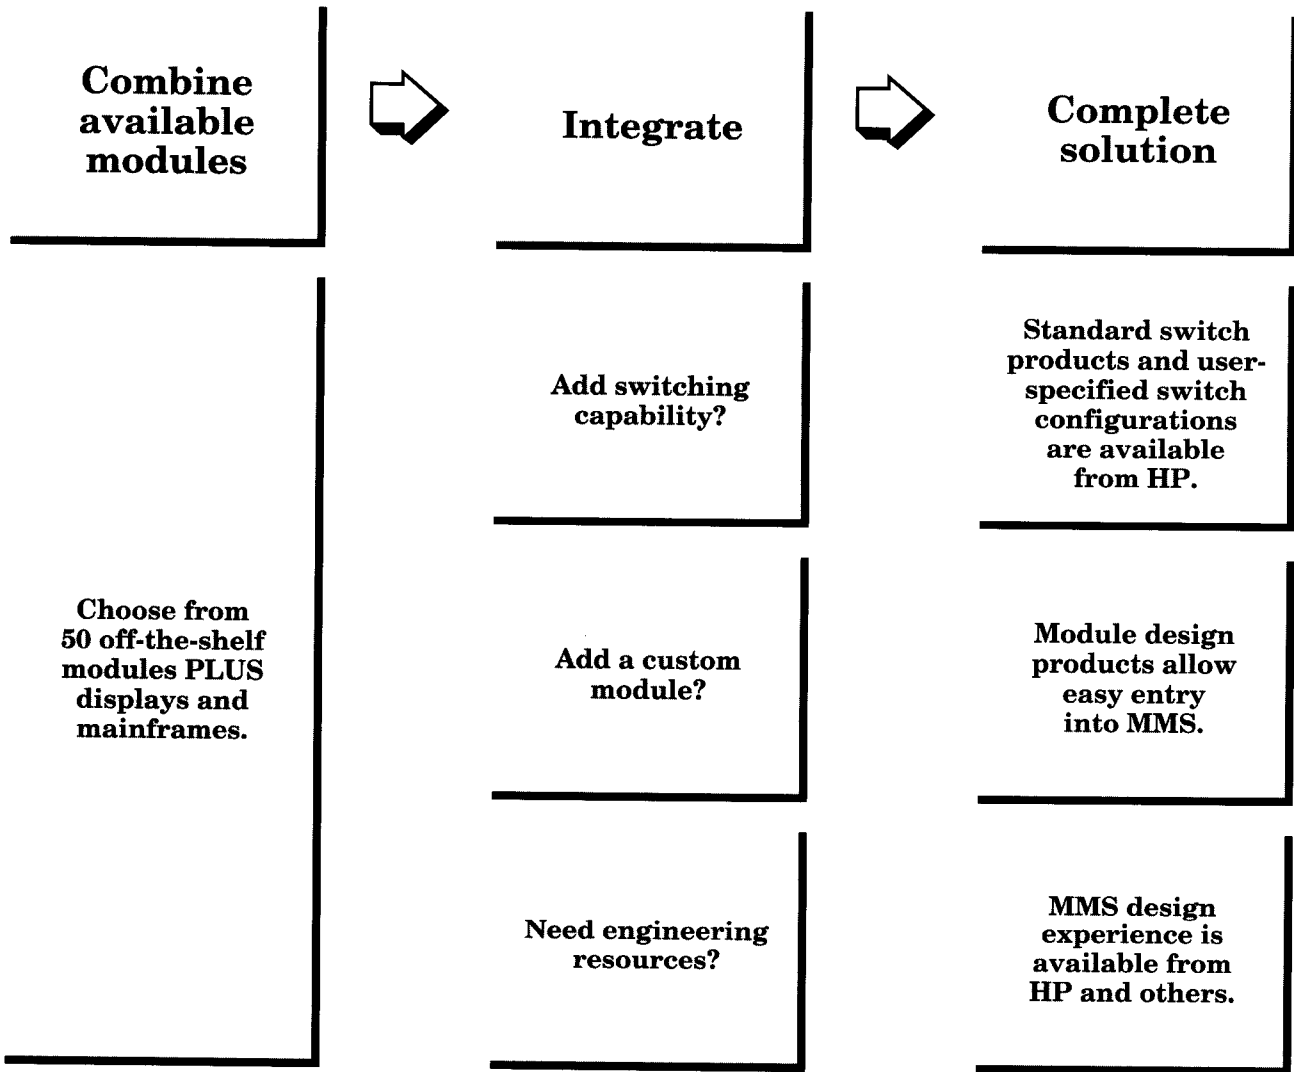 Combine
available
modules
Integrate
Complete
solution
Choose from
50 off-the-shelf
modules PLUS
displays and
mainframes.
Add switching
capability?
Standard switch
products and user-
specified switch
configurations
are available
from HP.
Add a custom
module?
Module design
products allow
easy entry
into MMS.
Need engineering
resources?
MMS design
experience is
available from
HP and others.